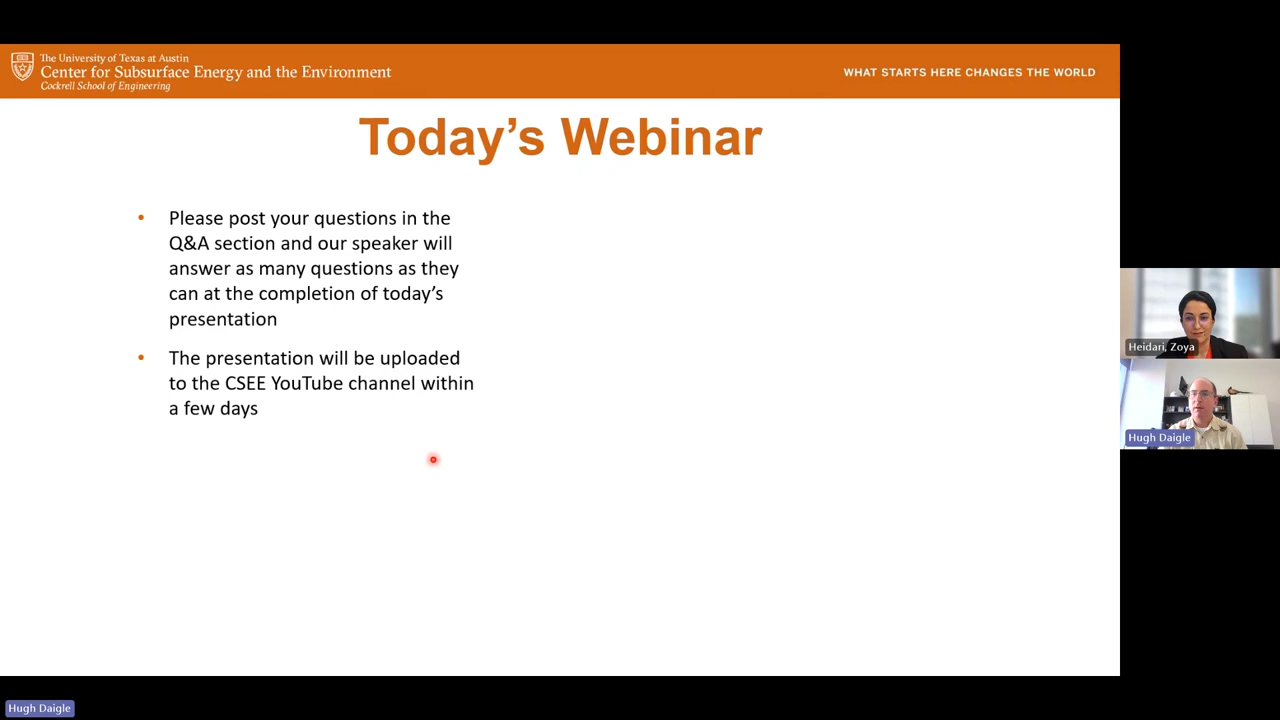 The University of Texas at Austin
Center for Subsurface Energy and the Environment
Cockrell School of Engineering
WHAT STARTS HERE CHANGES THE WORLD
Today’s Webinar
• Please post your questions in the
Q&A section and our speaker will
answer as many questions as they
can at the completion of today’s
presentation
• The presentation will be uploaded
to the CSEE YouTube channel within
a few days
Heidari, Zoya
Hugh Daigle
Hugh Daigle